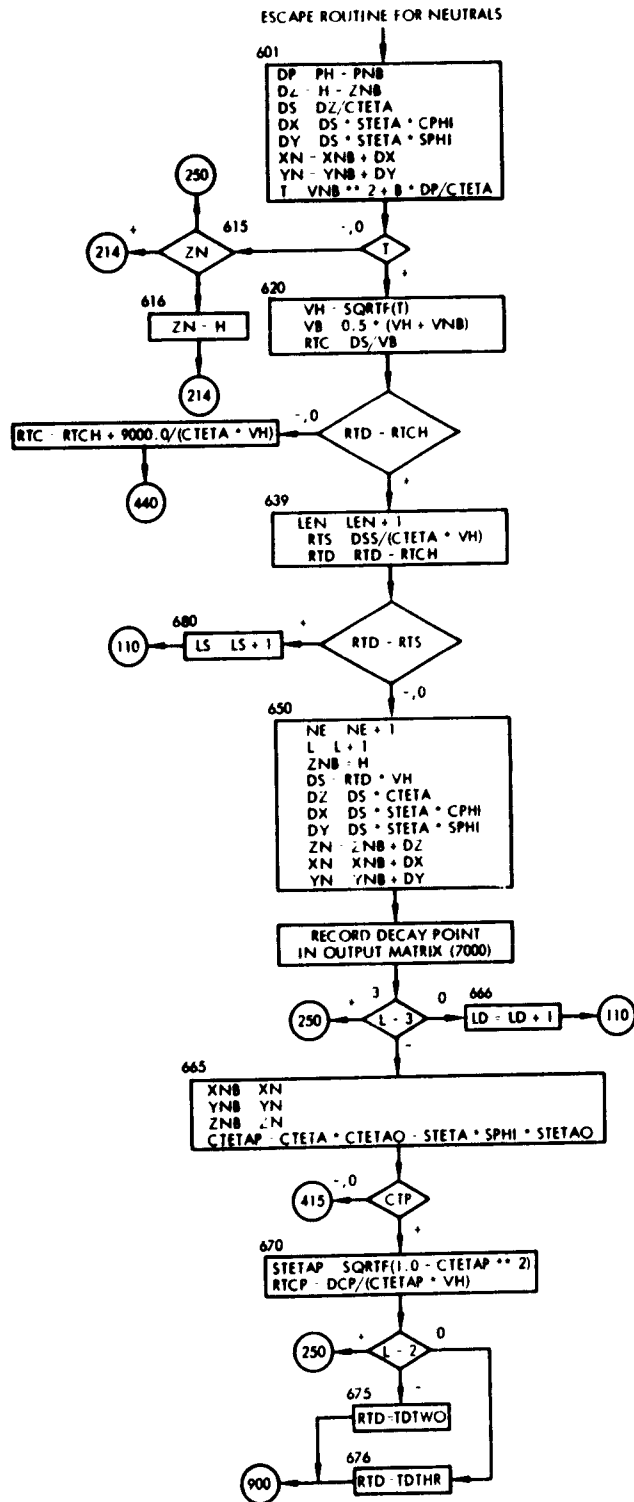 ESCAPE ROUTINE FOR NEUTRALS
601
DP PH - PNB
DZ - H - ZNB
DS DZ/CTETA
DX DS * STETA * CPHI
DY DS * STETA * SPHI
XN - XNB + DX
YN - YNB + DY
T VNB ** 2 + B * DP/CTETA
250
615
-,0
+
214
ZN
T
+
616
620
ZN - H
VH - SQRTF(T)
VB 0.5 * (VH + VNB)
RTC DS/VB
214
-,0
RTC - RTCH + 9000.0/(CTETA * VH)
RTD - RTCH
+
440
639
LEN LEN + 1
RTS DSS/(CTETA * VH)
RTD RTD - RTCH
680
+
110
LS LS + 1
RTD - RTS
-,0
650
NE NE + 1
L L + 1
ZNB = H
DS - RTD * VH
DZ DS * CTETA
DX DS * STETA * CPHI
DY DS * STETA * SPHI
ZN - ZNB + DZ
XN XNB + DX
YN YNB + DY
RECORD DECAY POINT
IN OUTPUT MATRIX (7000)
3
+
0
666
250
L - 3
LD = LD + 1
110
-
665
XNB XN
YNB YN
ZNB ZN
CTETAP - CTETA * CTETAO - STETA * SPHI * STETAO
-,0
415
CTP
+
670
STETAP SQRTF(1.0 - CTETAP ** 2)
RTCP - DCP/(CTETAP * VH)
+
0
250
L - 2
-
675
RTD-TDTWO
676
900
RTD - TDTHR